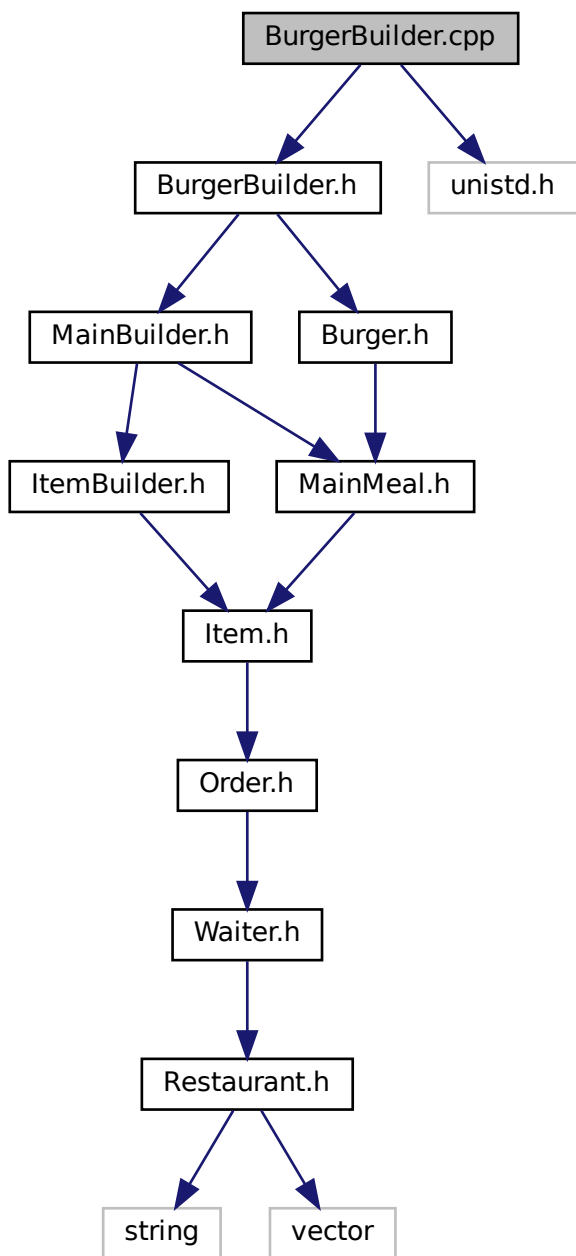 BurgerBuilder.cpp
BurgerBuilder.h
unistd.h
MainBuilder.h
Burger.h
ItemBuilder.h
MainMeal.h
Item.h
Order.h
Waiter.h
Restaurant.h
string
vector